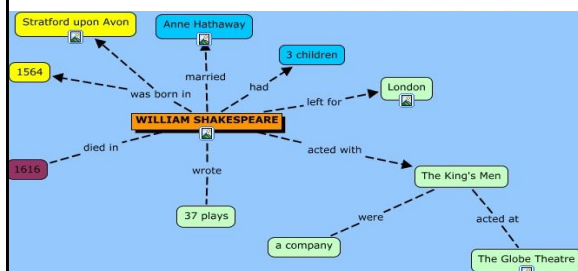 Stratford upon Avon
Anne Hathaway
3 children
1564
married
had
London
was born in
left for
WILLIAM SHAKESPEARE
died in
acted with
1616
wrote
The King's Men
37 plays
were
acted at
a company
The Globe Theatre